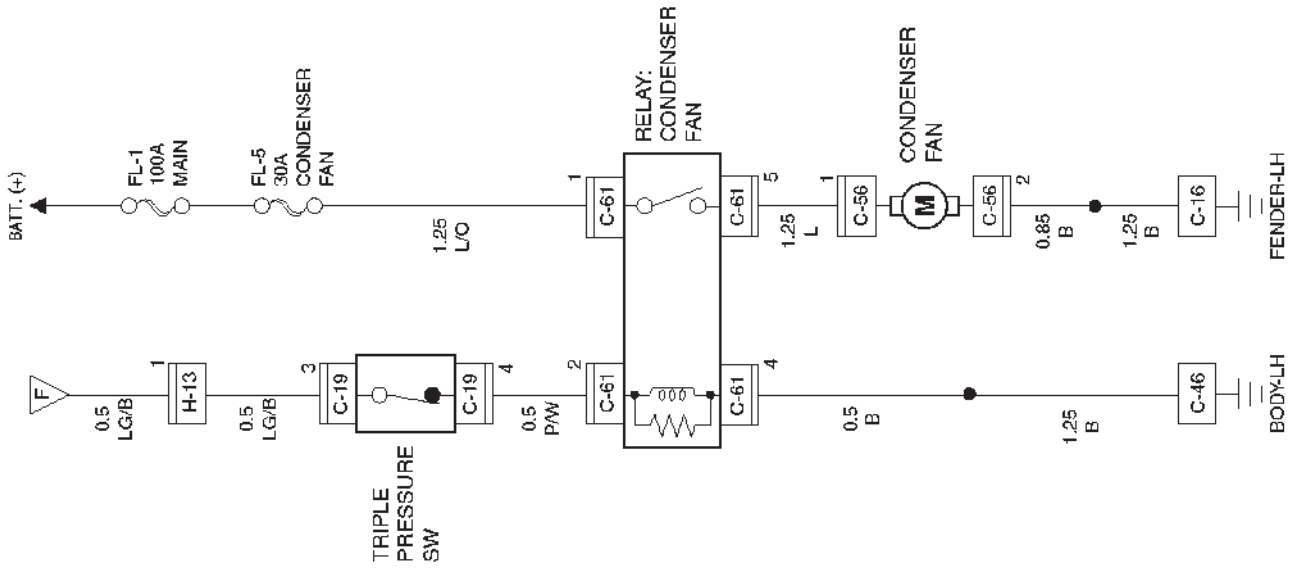 BATT. (+)
FL-1
100A
MAIN
FL-5
30A
CONDENSER
FAN
1.25
L/O
1
C-61
RELAY:
CONDENSER
FAN
C-61
5
1.25
L
1
C-56
M
CONDENSER
FAN
C-56
2
0.85
B
1.25
B
C-16
FENDER-LH
F
0.5
LG/B
1
H-13
0.5
LG/B
3
C-19
TRIPLE
PRESSURE
SW
C-19
4
0.5
P/W
2
C-61
C-61
4
0.5
B
1.25
B
C-46
BODY-LH